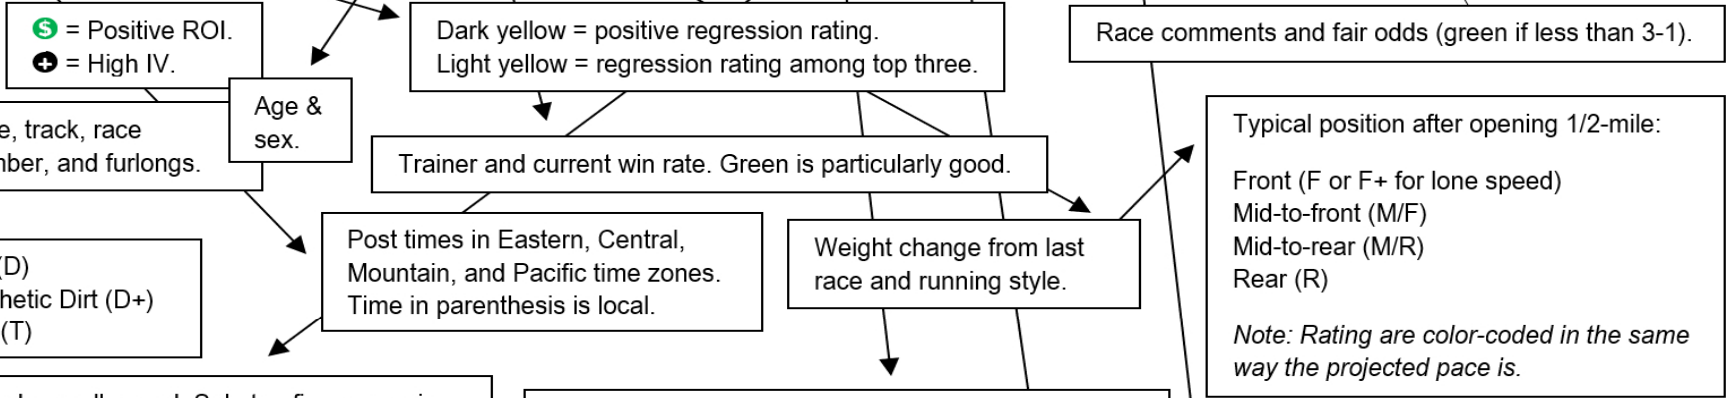 = Positive ROI.
= High IV.
Dark yellow = positive regression rating.
Light yellow = regression rating among top three.
Race comments and fair odds (green if less than 3-1).
Age &
sex.
track, race
and furlongs.
Trainer and current win rate. Green is particularly good.
Typical position after opening 1/2-mile:
Front (F or F+ for lone speed)
Mid-to-front (M/F)
Mid-to-rear (M/R)
Rear (R)
Note: Rating are color-coded in the same
way the projected pace is.
Post times in Eastern, Central,
Mountain, and Pacific time zones.
Time in parenthesis is local.
Weight change from last
race and running style.
(D)
Dirt (D+)
(T)